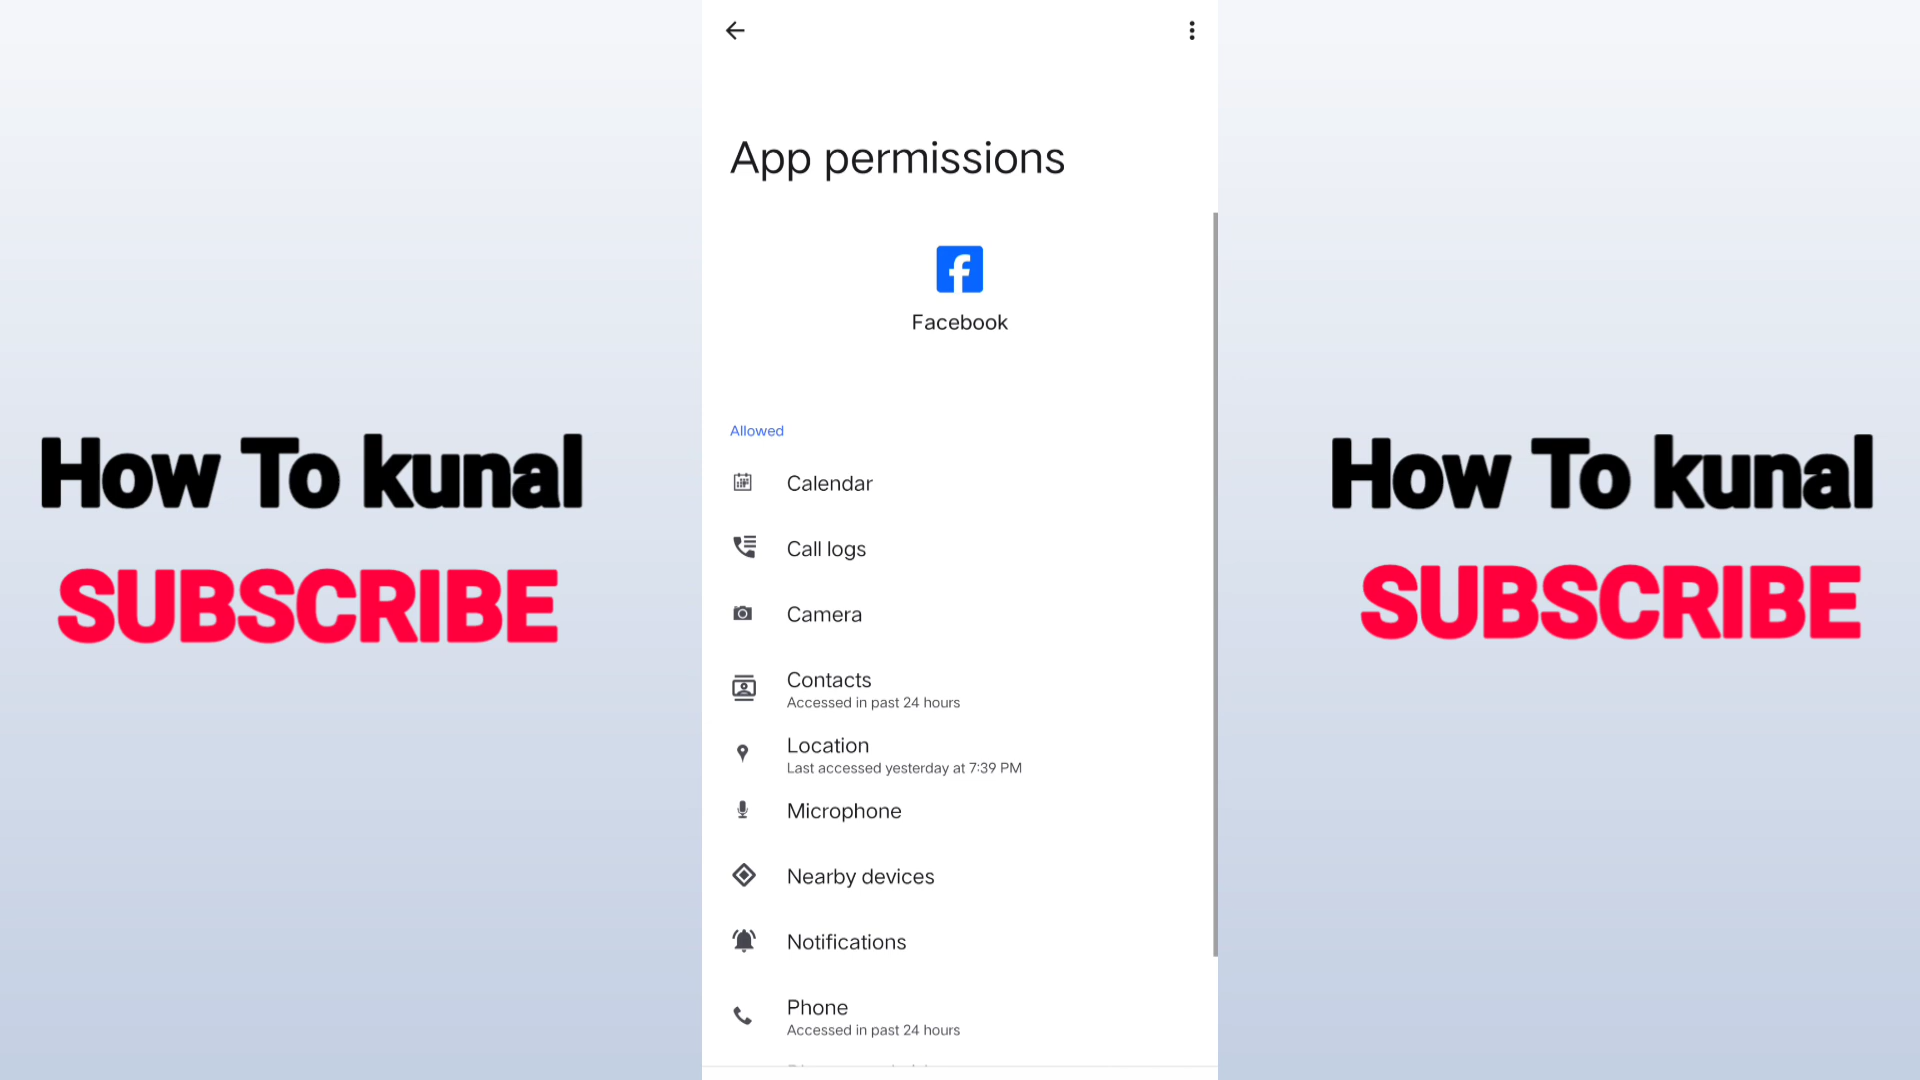 App permissions
Facebook
Allowed
Calendar
Call logs
Camera
Contacts
Accessed in past 24 hours
Location
Last accessed yesterday at 7:39 PM
Microphone
Nearby devices
Notifications
Phone
Accessed in past 24 hours
How To kunal
SUBSCRIBE
How To kunal
SUBSCRIBE